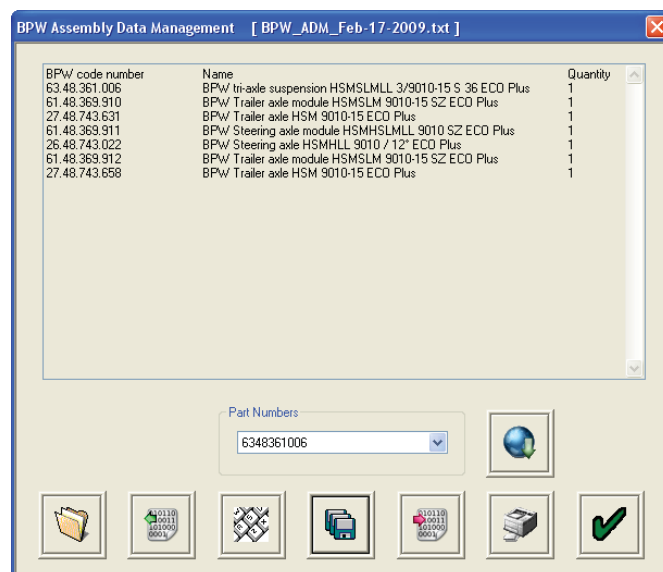 BPW Assembly Data Management [ BPW_ADM_Feb-17-2009.txt ]
BPW code number Name Quantity
63.48.361.006 BPW tri-axle suspension HSMSLMLL 3/9010-15 S 36 ECO Plus 1
61.48.369.910 BPW Trailer axle module HSMSLM 9010-15 SZ ECO Plus 1
27.48.743.631 BPW Trailer axle HSM 9010-15 ECO Plus 1
61.48.369.911 BPW Steering axle module HSMHSLMLL 9010 SZ ECO Plus 1
26.48.743.022 BPW Steering axle HSMHLL 9010 / 12° ECO Plus 1
61.48.369.912 BPW Trailer axle module HSMSLM 9010-15 SZ ECO Plus 1
27.48.743.658 BPW Trailer axle HSM 9010-15 ECO Plus 1
Part Numbers
6348361006